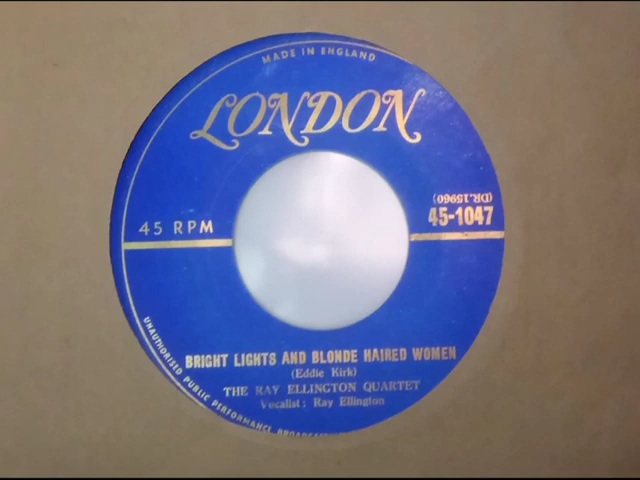 MADE IN ENGLAND
LONDON
(DR.15960)
45 RPM
45-1047
BRIGHT LIGHTS AND BLONDE HAIRED WOMEN
(Eddie Kirk)
THE RAY ELLINGTON QUARTET
Vocalist: Ray Ellington
UNAUTHORISED PUBLIC PERFORMANCE